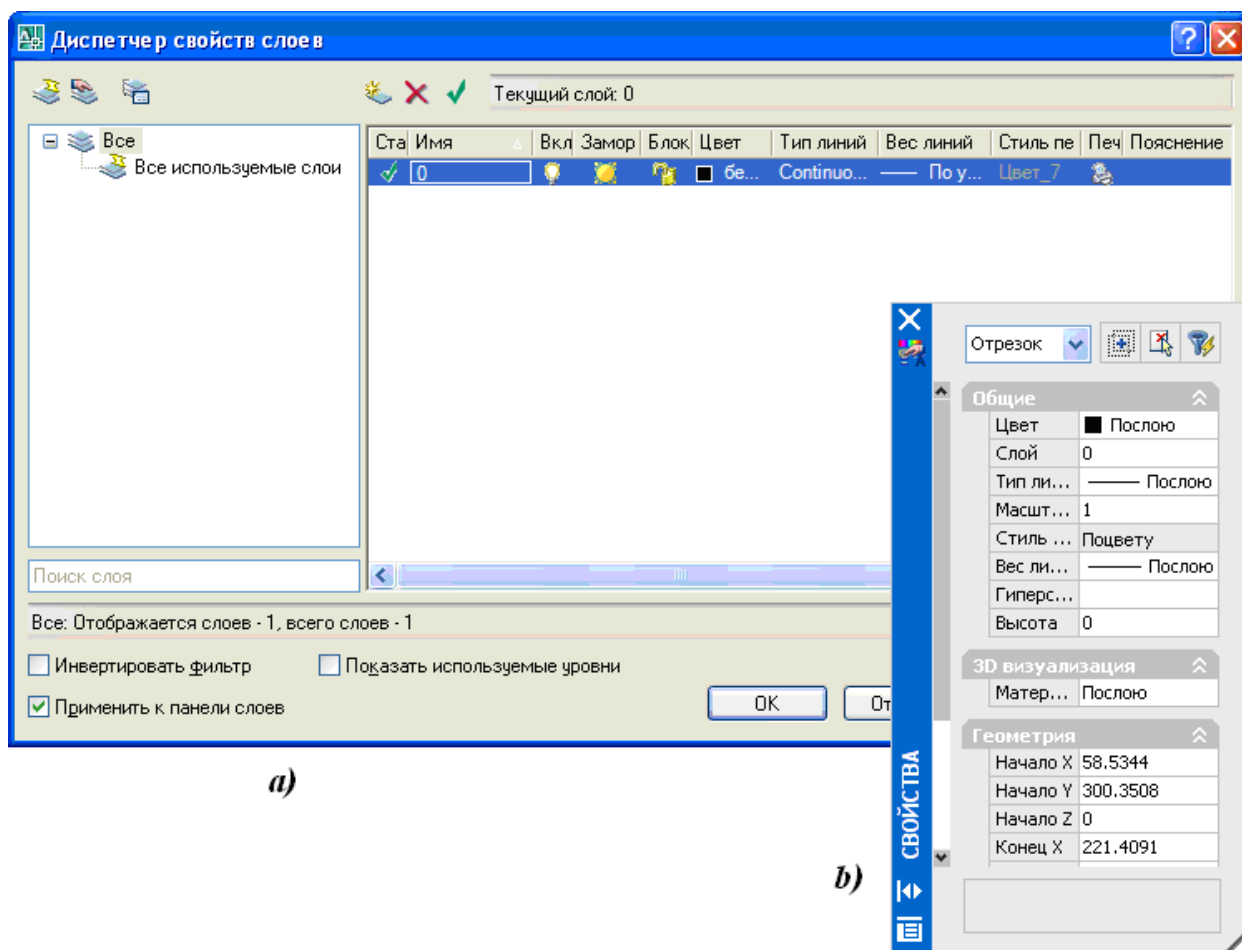 Диспетчер свойств слоев
Текущий слой: 0
Все
Все используемые слои
Ста Имя Вкл Замор Блок Цвет Тип линий Вес линий Стиль пе Печ Пояснение
0 бе... Continuo... По у... Цвет_7
Поиск слоя
Все: Отображается слоев - 1, всего слоев - 1
Инвертировать фильтр Показать используемые уровни
Применить к панели слоев
OK От
a)
СВОЙСТВА
Отрезок
Общие
Цвет Послою
Слой 0
Тип ли... Послою
Масшт... 1
Стиль ... Поцвету
Вес ли... Послою
Гиперс...
Высота 0
3D визуализация
Матер... Послою
Геометрия
Начало X 58.5344
Начало Y 300.3508
Начало Z 0
Конец X 221.4091
b)